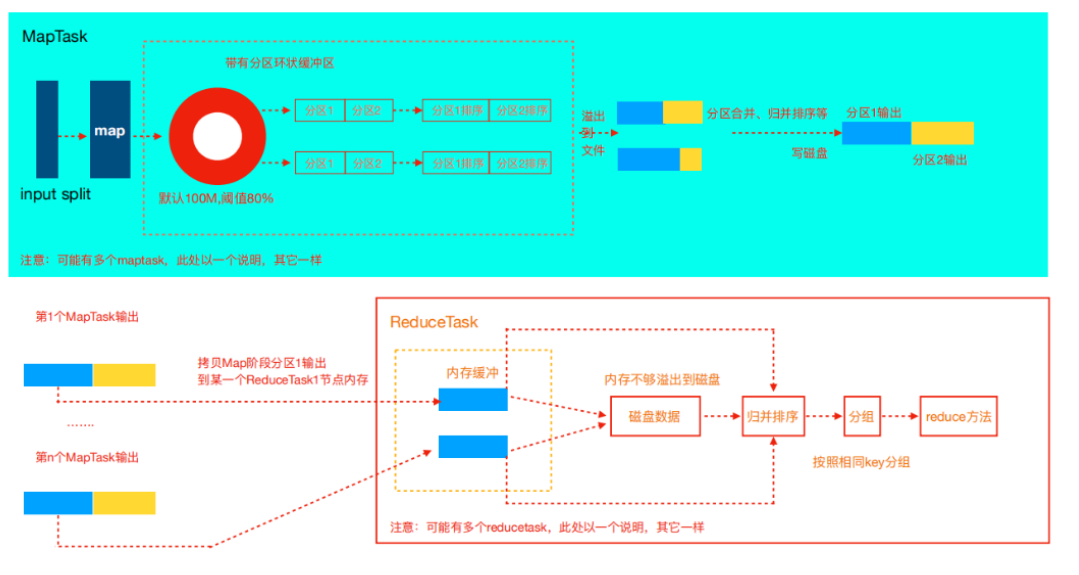 MapTask
带有分区环状缓冲区
map
input split
默认100M,阈值80%
分区1 分区2
分区1排序 分区2排序
分区1 分区2
分区1排序 分区2排序
溢出
到
文件
分区合并、归并排序等
写磁盘
分区1输出
分区2输出
注意：可能有多个maptask，此处以一个说明，其它一样
第1个MapTask输出
拷贝Map阶段分区1输出
到某一个ReduceTask1节点内存
.......
第n个MapTask输出
ReduceTask
内存缓冲
内存不够溢出到磁盘
磁盘数据
归并排序
分组
reduce方法
按照相同key分组
注意：可能有多个reducetask，此处以一个说明，其它一样